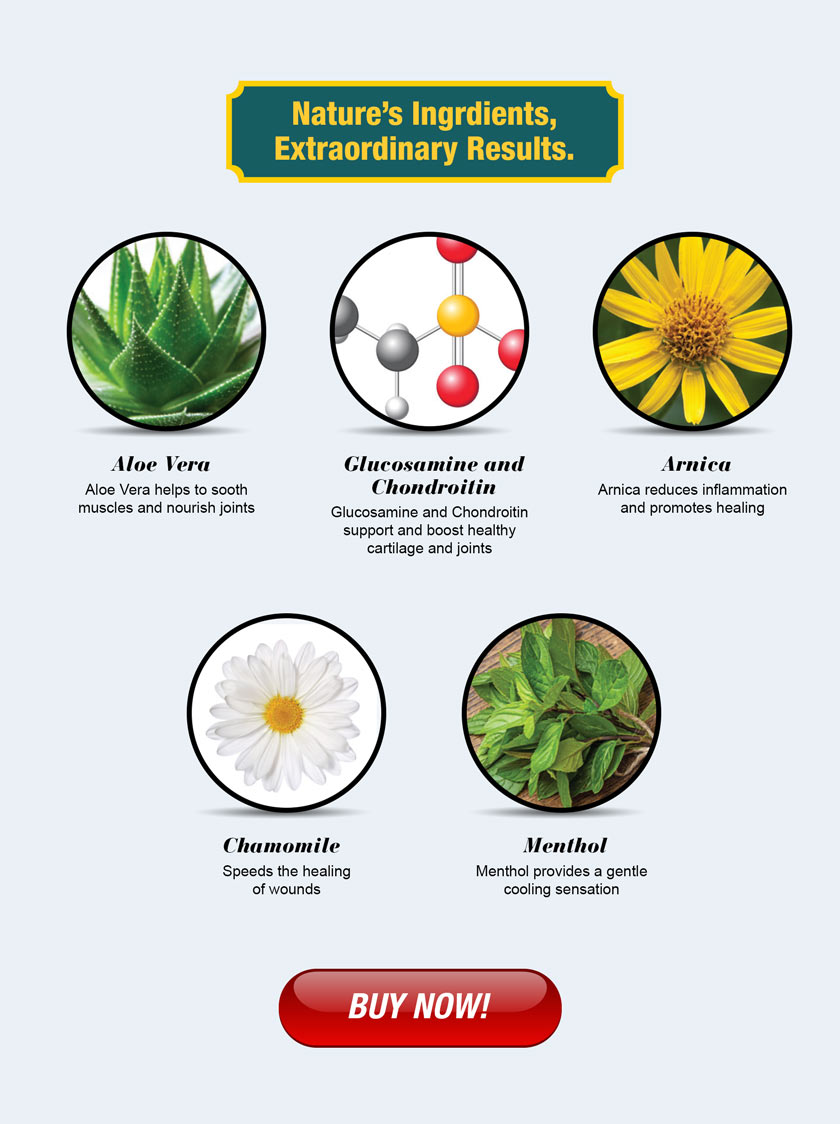 Nature's Ingrdients,
Extraordinary Results.
Aloe Vera
Aloe Vera helps to sooth
muscles and nourish joints
Glucosamine and
Chondroitin
Glucosamine and Chondroitin
support and boost healthy
cartilage and joints
Arnica
Arnica reduces inflammation
and promotes healing
Chamomile
Speeds the healing
of wounds
Menthol
Menthol provides a gentle
cooling sensation
BUY NOW!